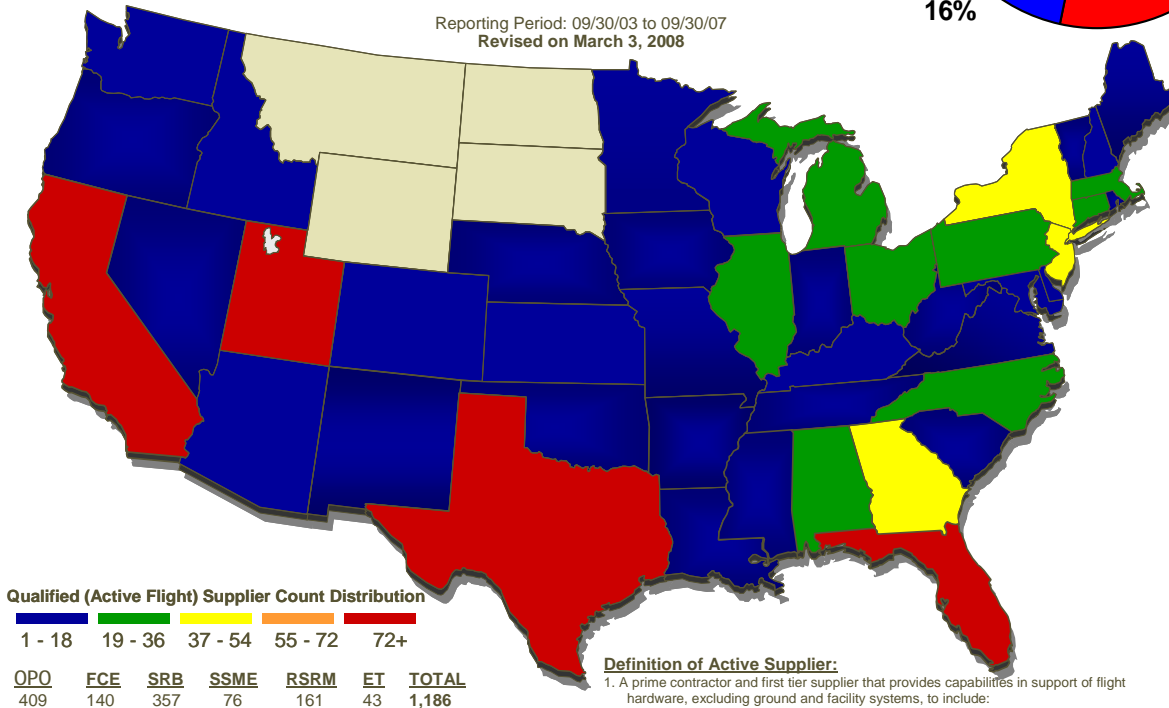 16%
Reporting Period: 09/30/03 to 09/30/07
Revised on March 3, 2008
Qualified (Active Flight) Supplier Count Distribution
1 - 18 19 - 36 37 - 54 55 - 72 72+
OPO FCE SRB SSME RSRM ET TOTAL
409 140 357 76 161 43 1,186
Definition of Active Supplier:
1. A prime contractor and first tier supplier that provides capabilities in support of flight
hardware, excluding ground and facility systems, to include: